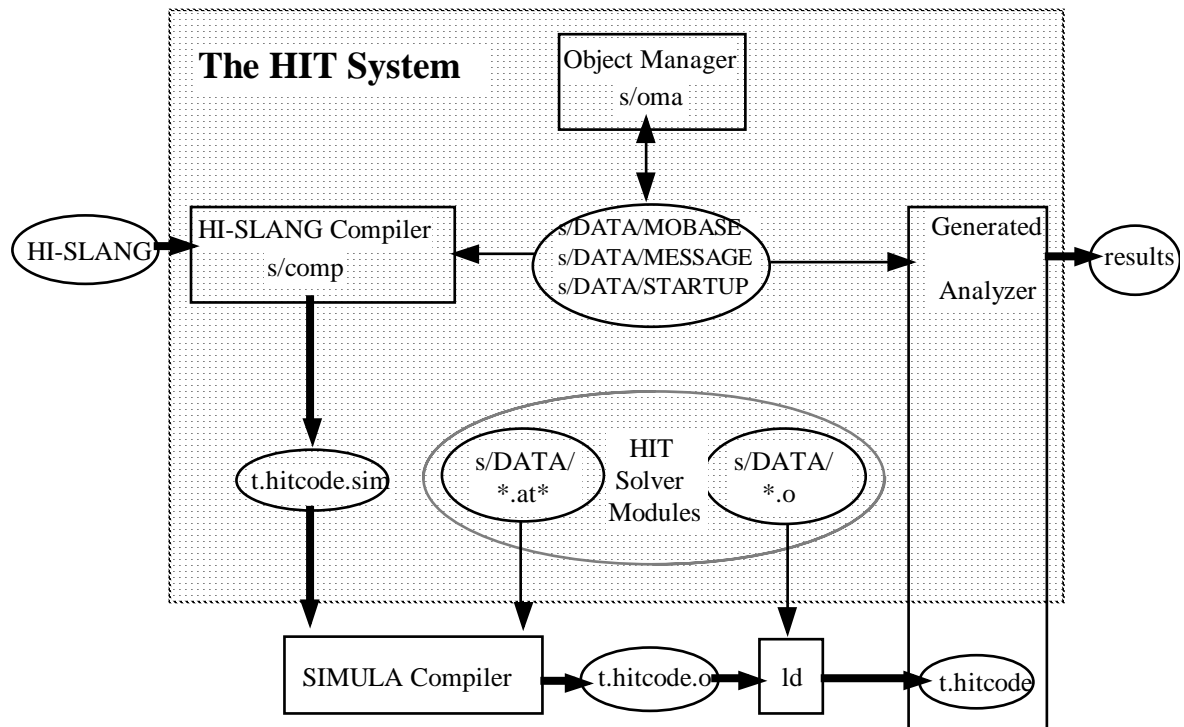 The HIT System
Object Manager
s/oma
HI-SLANG
HI-SLANG Compiler
s/comp
s/DATA/MOBASE
s/DATA/MESSAGE
s/DATA/STARTUP
Generated
Analyzer
results
t.hitcode.sim
s/DATA/
*.at*
HIT
Solver
Modules
s/DATA/
*.o
SIMULA Compiler
t.hitcode.o
ld
t.hitcode